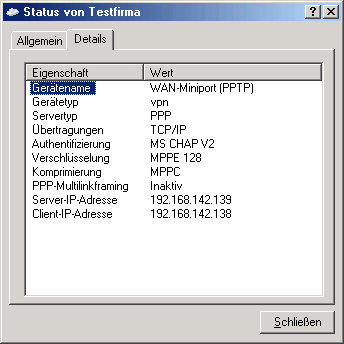 Status von Testfirma
Allgemein Details
Eigenschaft Wert
Gerätename WAN-Miniport (PPTP)
Gerätetyp vpn
Servertyp PPP
Übertragungen TCP/IP
Authentifizierung MS CHAP V2
Verschlüsselung MPPE 128
Komprimierung MPPC
PPP-Multilinkframing Inaktiv
Server-IP-Adresse 192.168.142.139
Client-IP-Adresse 192.168.142.138
Schließen